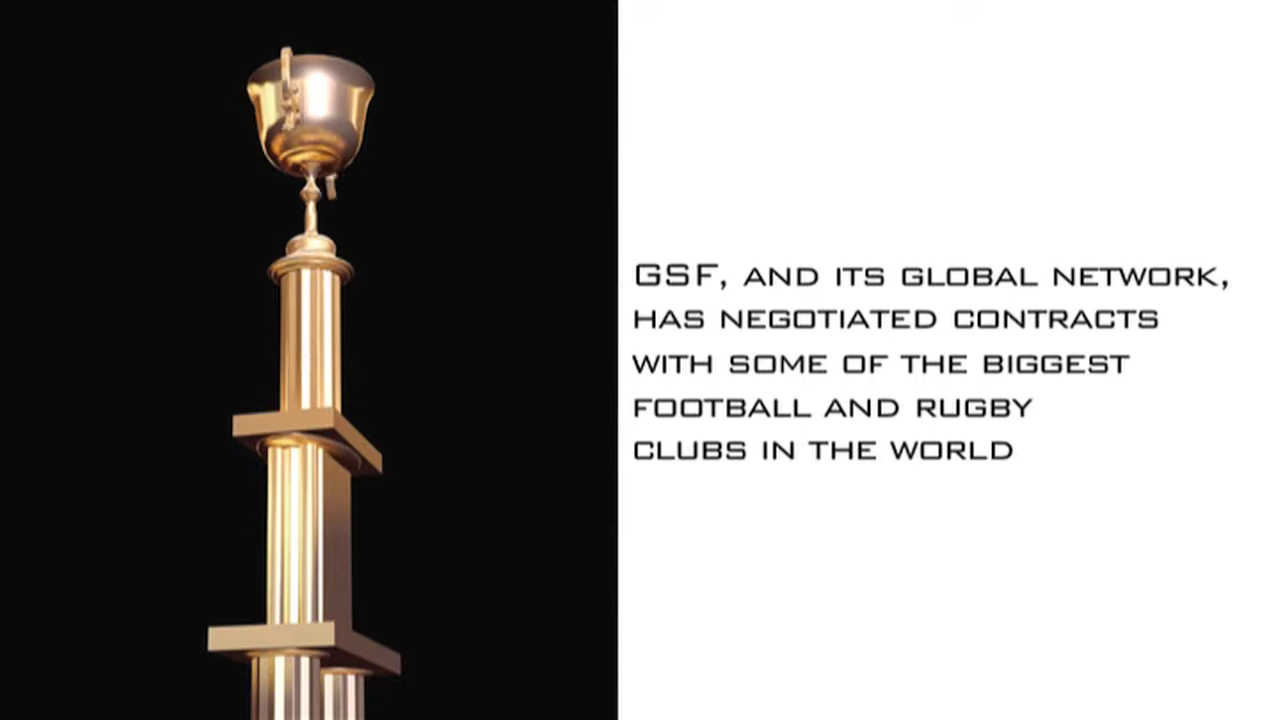 GSF, AND ITS GLOBAL NETWORK,
HAS NEGOTIATED CONTRACTS
WITH SOME OF THE BIGGEST
FOOTBALL AND RUGBY
CLUBS IN THE WORLD